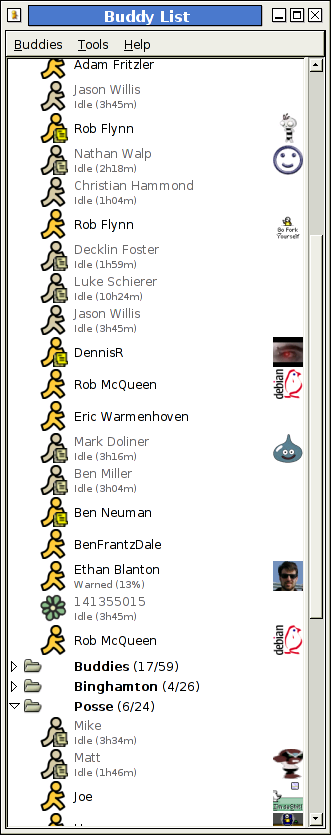 Buddy List
Buddies Tools Help
Adam Fritzler
Jason Willis
Idle (3h45m)
Rob Flynn
Nathan Walp
Idle (2h18m)
Christian Hammond
Idle (1h04m)
Rob Flynn
Go Fork
Yourself
Decklin Foster
Idle (1h59m)
Luke Schierer
Idle (10h24m)
Jason Willis
Idle (3h45m)
DennisR
Rob McQueen
debian
Eric Warmenhoven
Mark Doliner
Idle (3h16m)
Ben Miller
Idle (3h04m)
Ben Neuman
BenFrantzDale
Ethan Blanton
Warned (13%)
141355015
Idle (3h45m)
Rob McQueen
debian
Buddies (17/59)
Binghamton (4/26)
Posse (6/24)
Mike
Idle (3h34m)
Matt
Idle (1h46m)
Joe